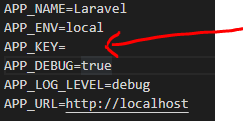 APP_NAME=Laravel
APP_ENV=local
APP_KEY=
APP_DEBUG=true
APP_LOG_LEVEL=debug
APP_URL=http://localhost